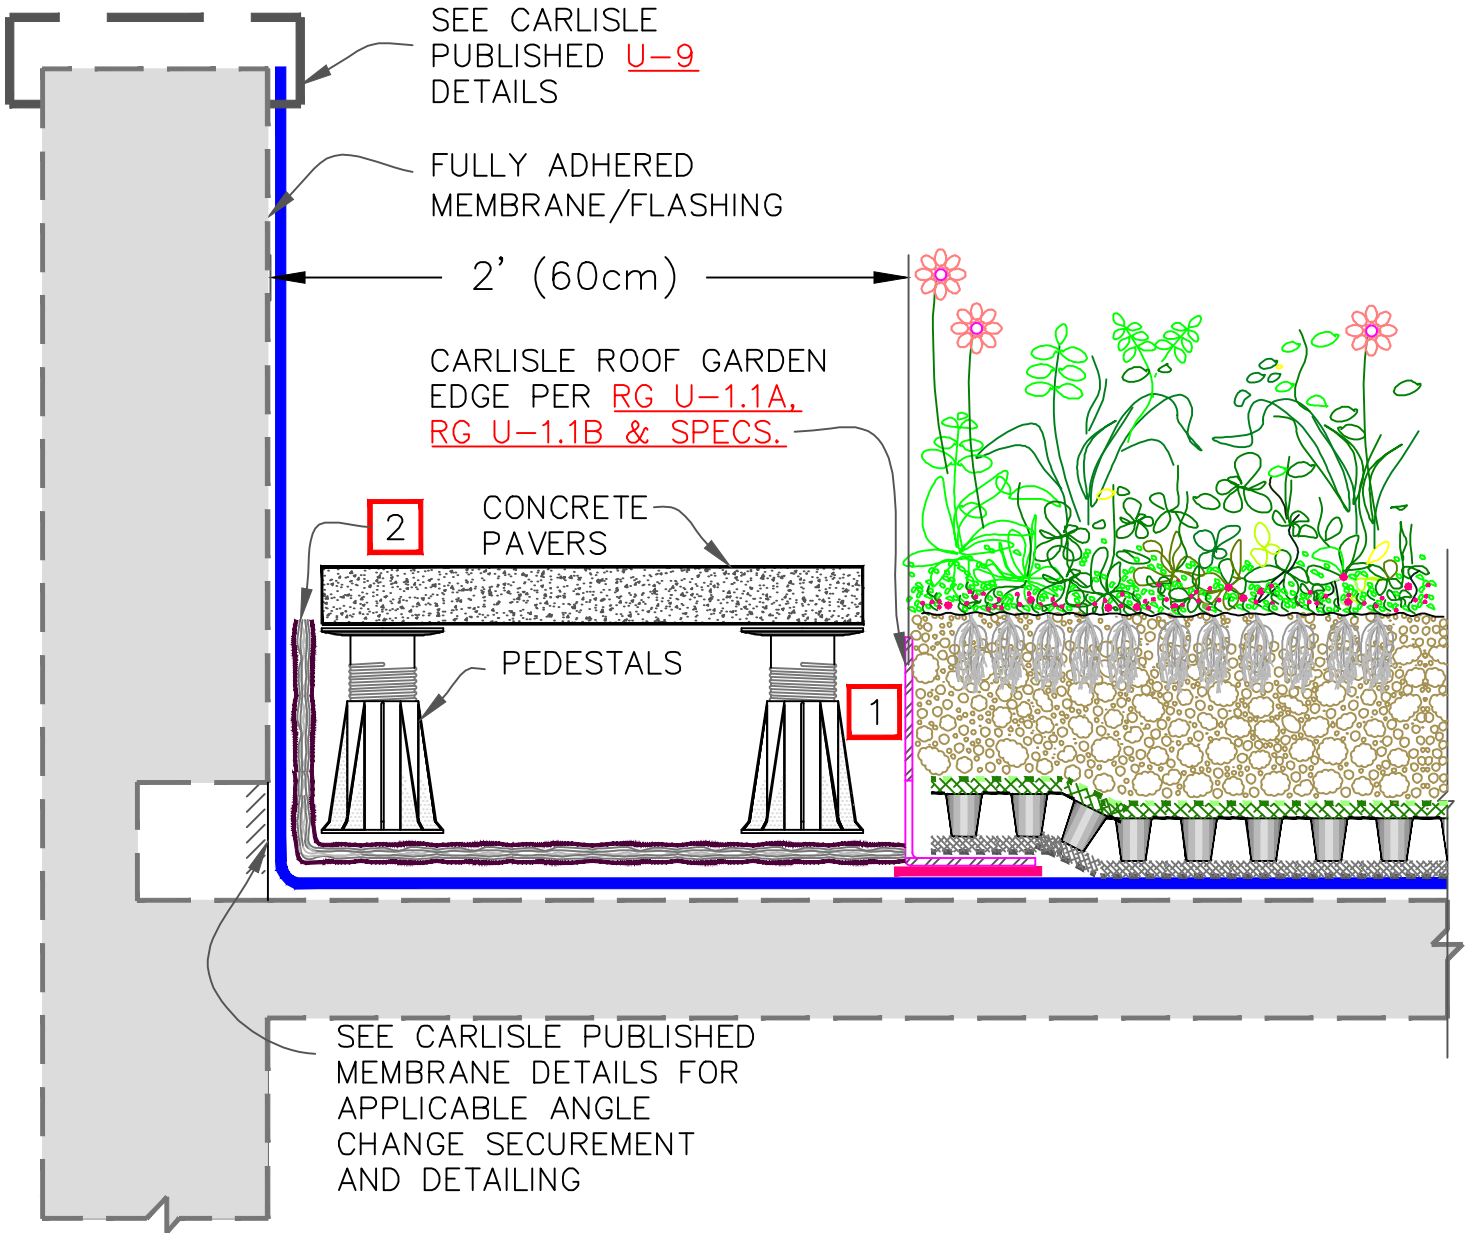 SEE CARLISLE
PUBLISHED U-9
DETAILS
FULLY ADHERED
MEMBRANE/FLASHING
2' (60cm)
CARLISLE ROOF GARDEN
EDGE PER RG U-1.1A,
RG U-1.1B & SPECS.
2
CONCRETE
PAVERS
PEDESTALS
1
SEE CARLISLE PUBLISHED
MEMBRANE DETAILS FOR
APPLICABLE ANGLE
CHANGE SECUREMENT
AND DETAILING